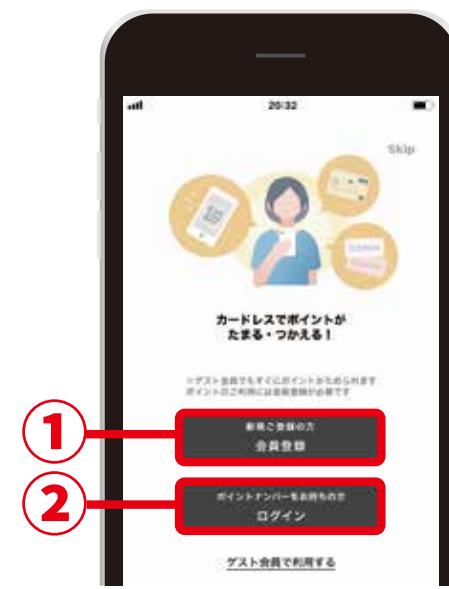 20:32
Skip
カードレスでポイントが
たまる・つかえる！
※ゲスト会員でもすぐにポイントがためられます
ポイントのご利用には会員登録が必要です
1
新規ご登録の方
会員登録
2
ポイントナンバーをお持ちの方
ログイン
ゲスト会員で利用する